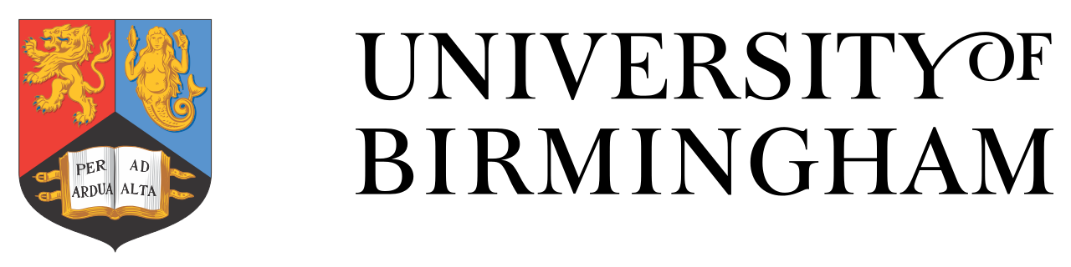 PER AD
ARDUA ALTA
UNIVERSITY OF
BIRMINGHAM